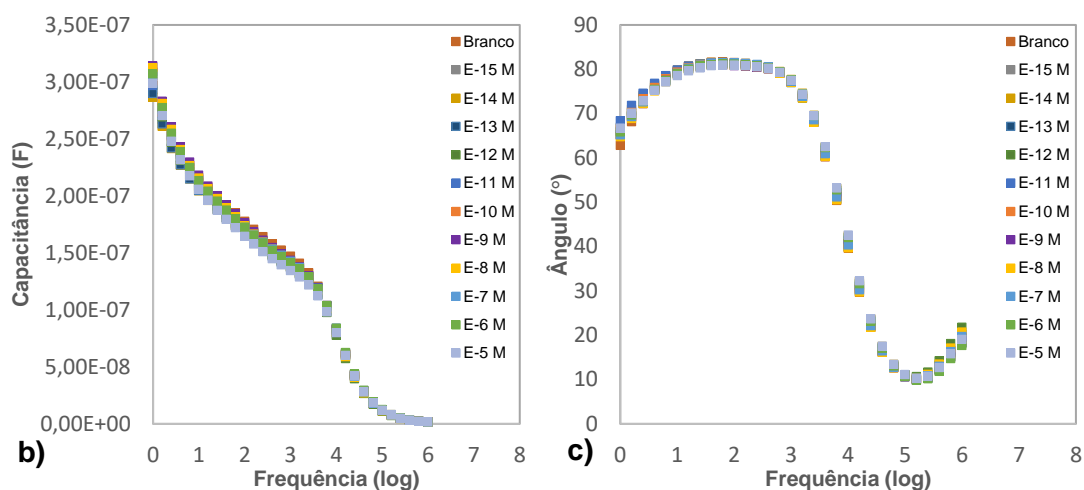 3,50E-07
3,00E-07
2,50E-07
2,00E-07
1,50E-07
1,00E-07
5,00E-08
0,00E+00
Capacitância (F)
0 1 2 3 4 5 6 7 8
Frequência (log)
b)
Branco
E-15 M
E-14 M
E-13 M
E-12 M
E-11 M
E-10 M
E-9 M
E-8 M
E-7 M
E-6 M
E-5 M
90
80
70
60
50
40
30
20
10
0
Ângulo (°)
0 1 2 3 4 5 6 7 8
Frequência (log)
c)
Branco
E-15 M
E-14 M
E-13 M
E-12 M
E-11 M
E-10 M
E-9 M
E-8 M
E-7 M
E-6 M
E-5 M